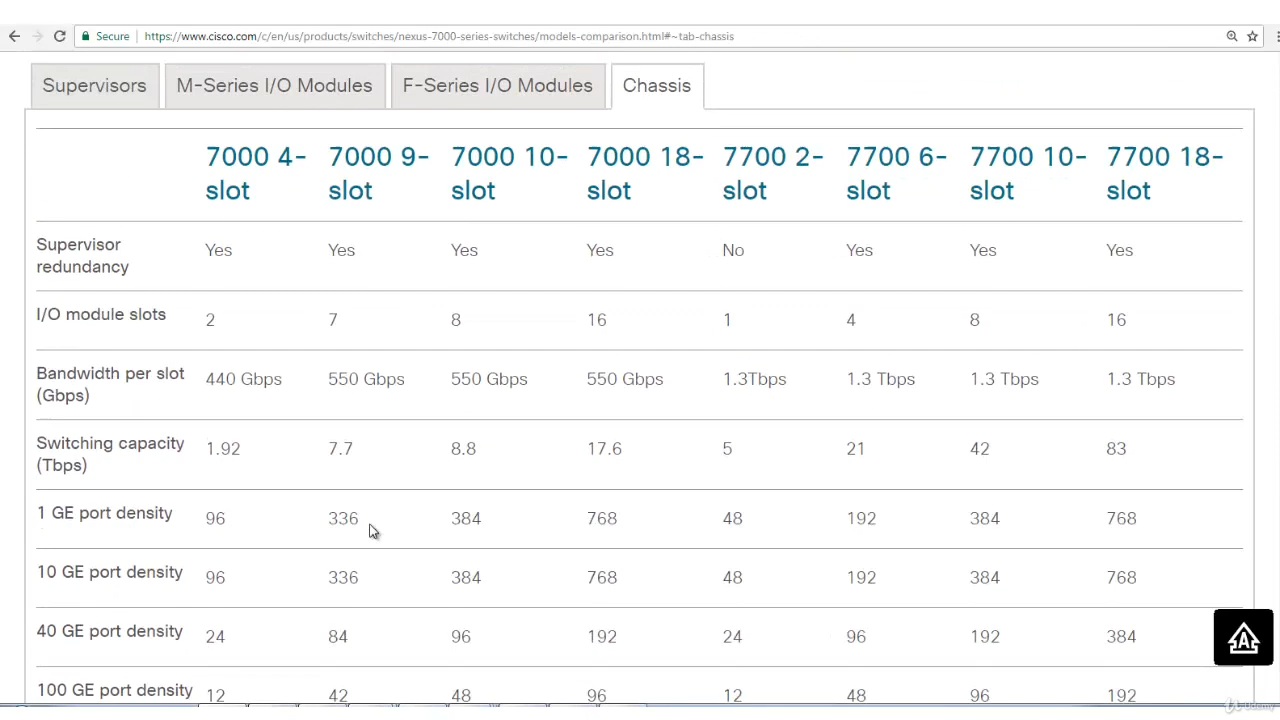 Secure https://www.cisco.com/c/en/us/products/switches/nexus-7000-series-switches/models-comparison.html#~tab-chassis
Supervisors M-Series I/O Modules F-Series I/O Modules Chassis
7000 4- 7000 9- 7000 10- 7000 18- 7700 2- 7700 6- 7700 10- 7700 18-
slot slot slot slot slot slot slot slot
Supervisor
redundancy Yes Yes Yes Yes No Yes Yes Yes
I/O module slots 2 7 8 16 1 4 8 16
Bandwidth per slot
(Gbps) 440 Gbps 550 Gbps 550 Gbps 550 Gbps 1.3Tbps 1.3 Tbps 1.3 Tbps 1.3 Tbps
Switching capacity
(Tbps) 1.92 7.7 8.8 17.6 5 21 42 83
1 GE port density 96 336 384 768 48 192 384 768
10 GE port density 96 336 384 768 48 192 384 768
40 GE port density 24 84 96 192 24 96 192 384
100 GE port density 12 42 48 96 12 48 96 192
A
Udemy